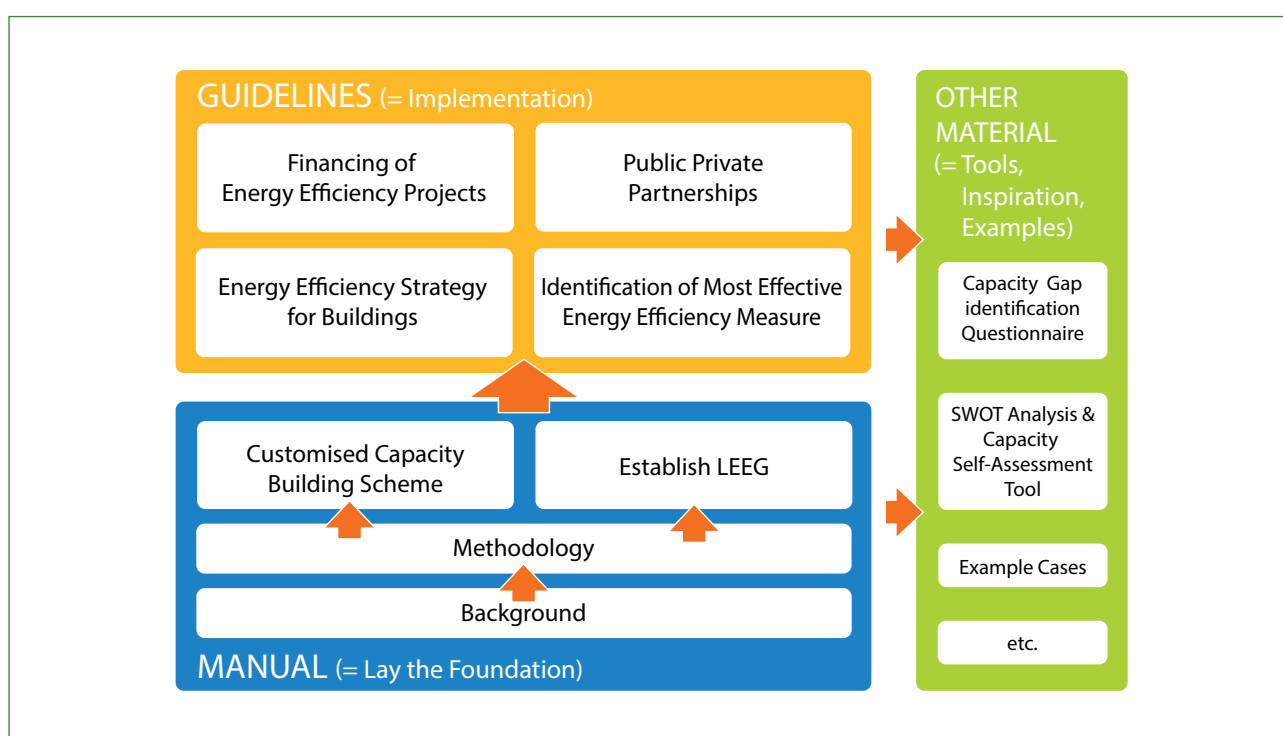 GUIDELINES (= Implementation)
Financing of
Energy Efficiency Projects
Public Private
Partnerships
Energy Efficiency Strategy
for Buildings
Identification of Most Effective
Energy Efficiency Measure
Customised Capacity
Building Scheme
Establish LEEG
Methodology
Background
MANUAL (= Lay the Foundation)
OTHER
MATERIAL
(= Tools,
Inspiration,
Examples)
Capacity Gap
identification
Questionnaire
SWOT Analysis &
Capacity
Self-Assessment
Tool
Example Cases
etc.